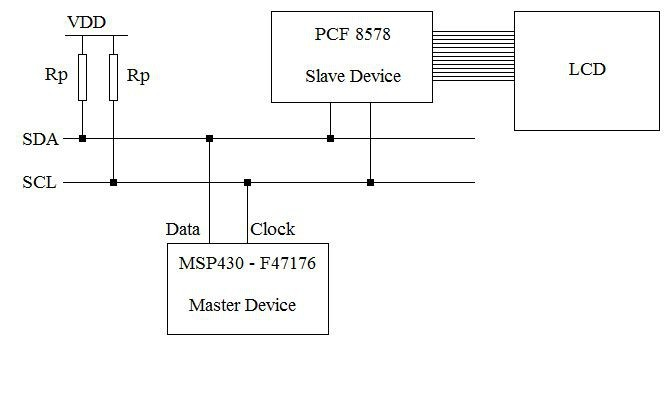 VDD
PCF 8578
Rp
Rp
Slave Device
LCD
SDA
SCL
Data
Clock
MSP430 - F47176
Master Device